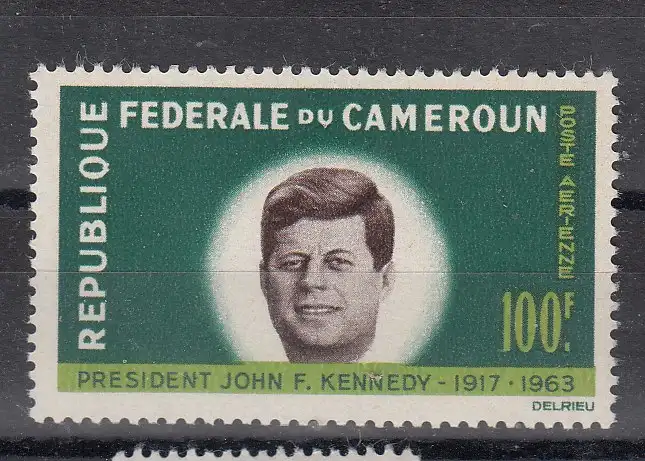 REPUBLIQUE
FEDERALE DU CAMEROUN
POSTE AERIENNE
100F.
PRESIDENT JOHN F. KENNEDY - 1917 · 1963
DELRIEU